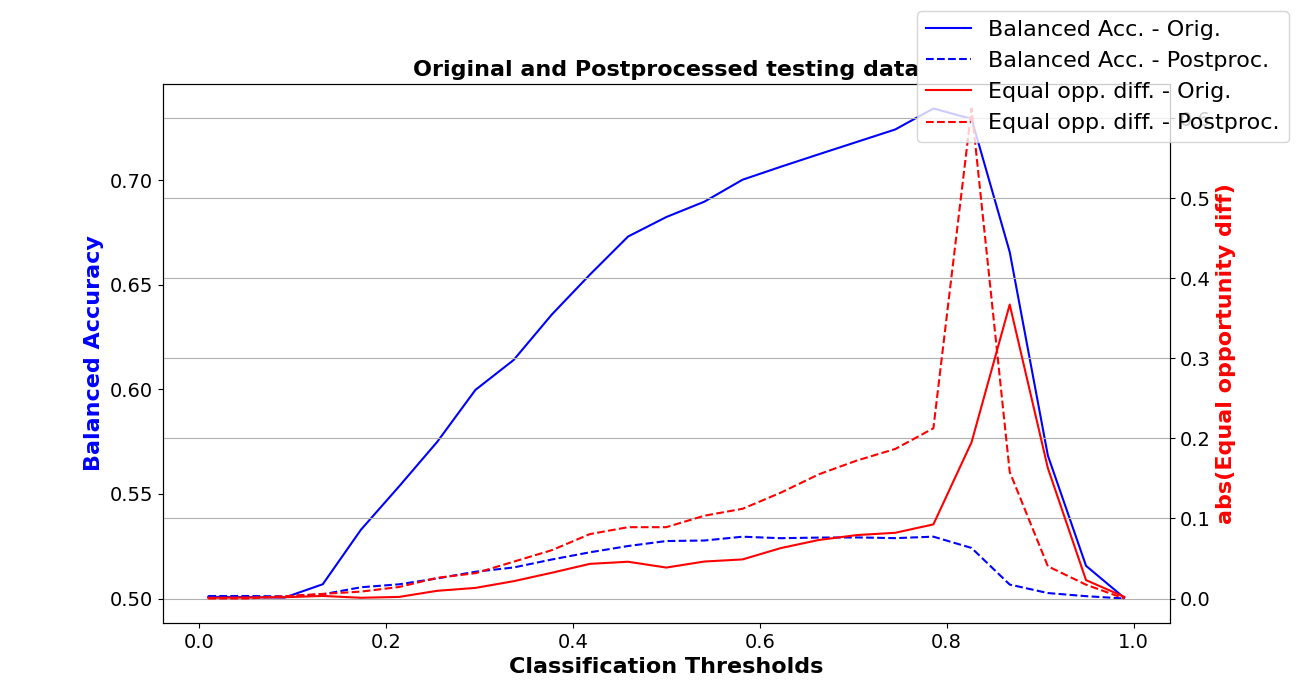 Balanced Acc. - Orig.
Balanced Acc. - Postproc.
Equal opp. diff. - Orig.
Equal opp. diff. - Postproc.
Original and Postprocessed testing data
0.70
0.65
0.60
0.55
0.50
Balanced Accuracy
0.5
0.4
0.3
0.2
0.1
0.0
abs(Equal opportunity diff)
0.0
0.2
0.4
0.6
0.8
1.0
Classification Thresholds